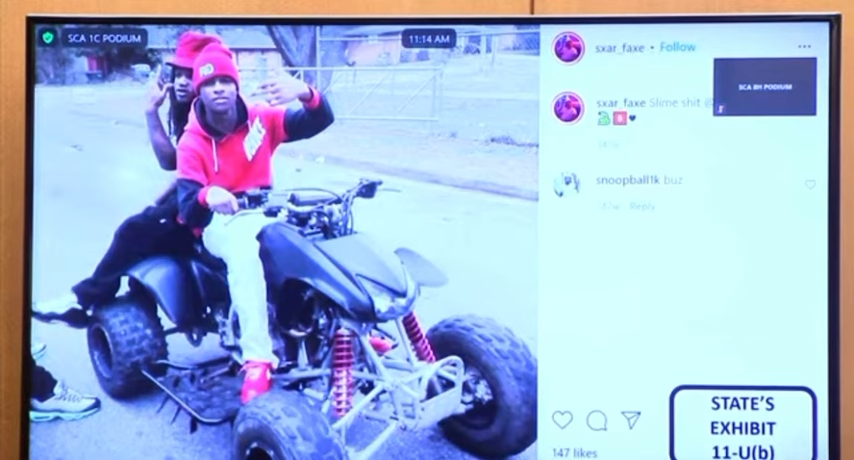 SCA 1C PODIUM
11:14 AM
sxar_faxe • Follow
SCA BH PODIUM
sxar_faxe Slime shit
snoopball1k buz
Reply
147 likes
STATE'S
EXHIBIT
11-U(b)